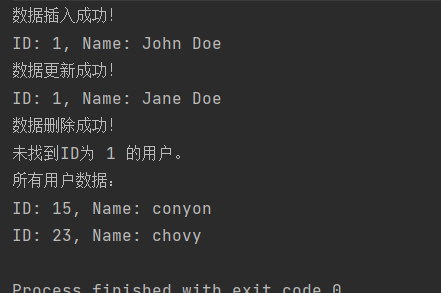 数据插入成功!
ID: 1, Name: John Doe
数据更新成功!
ID: 1, Name: Jane Doe
数据删除成功!
未找到ID为 1 的用户。
所有用户数据:
ID: 15, Name: conyon
ID: 23, Name: chovy
Process finished with exit code 0